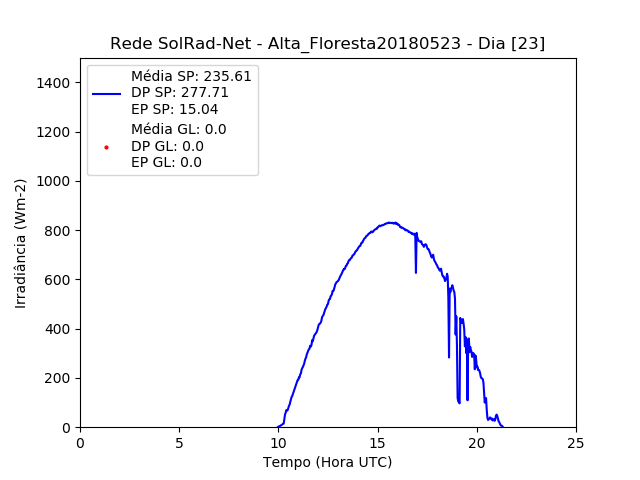 Rede SolRad-Net - Alta_Floresta20180523 - Dia [23]
Média SP: 235.61
DP SP: 277.71
EP SP: 15.04
Média GL: 0.0
DP GL: 0.0
EP GL: 0.0
1400
1200
1000
800
600
400
200
0
Irradiância (Wm-2)
0 5 10 15 20 25
Tempo (Hora UTC)